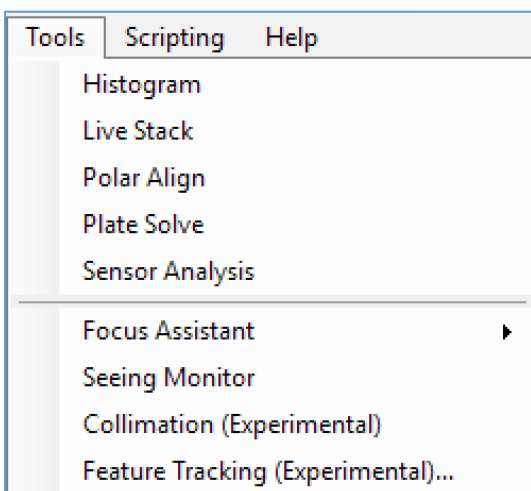 Tools Scripting Help
Histogram
Live Stack
Polar Align
Plate Solve
Sensor Analysis
Focus Assistant
Seeing Monitor
Collimation (Experimental)
Feature Tracking (Experimental)...